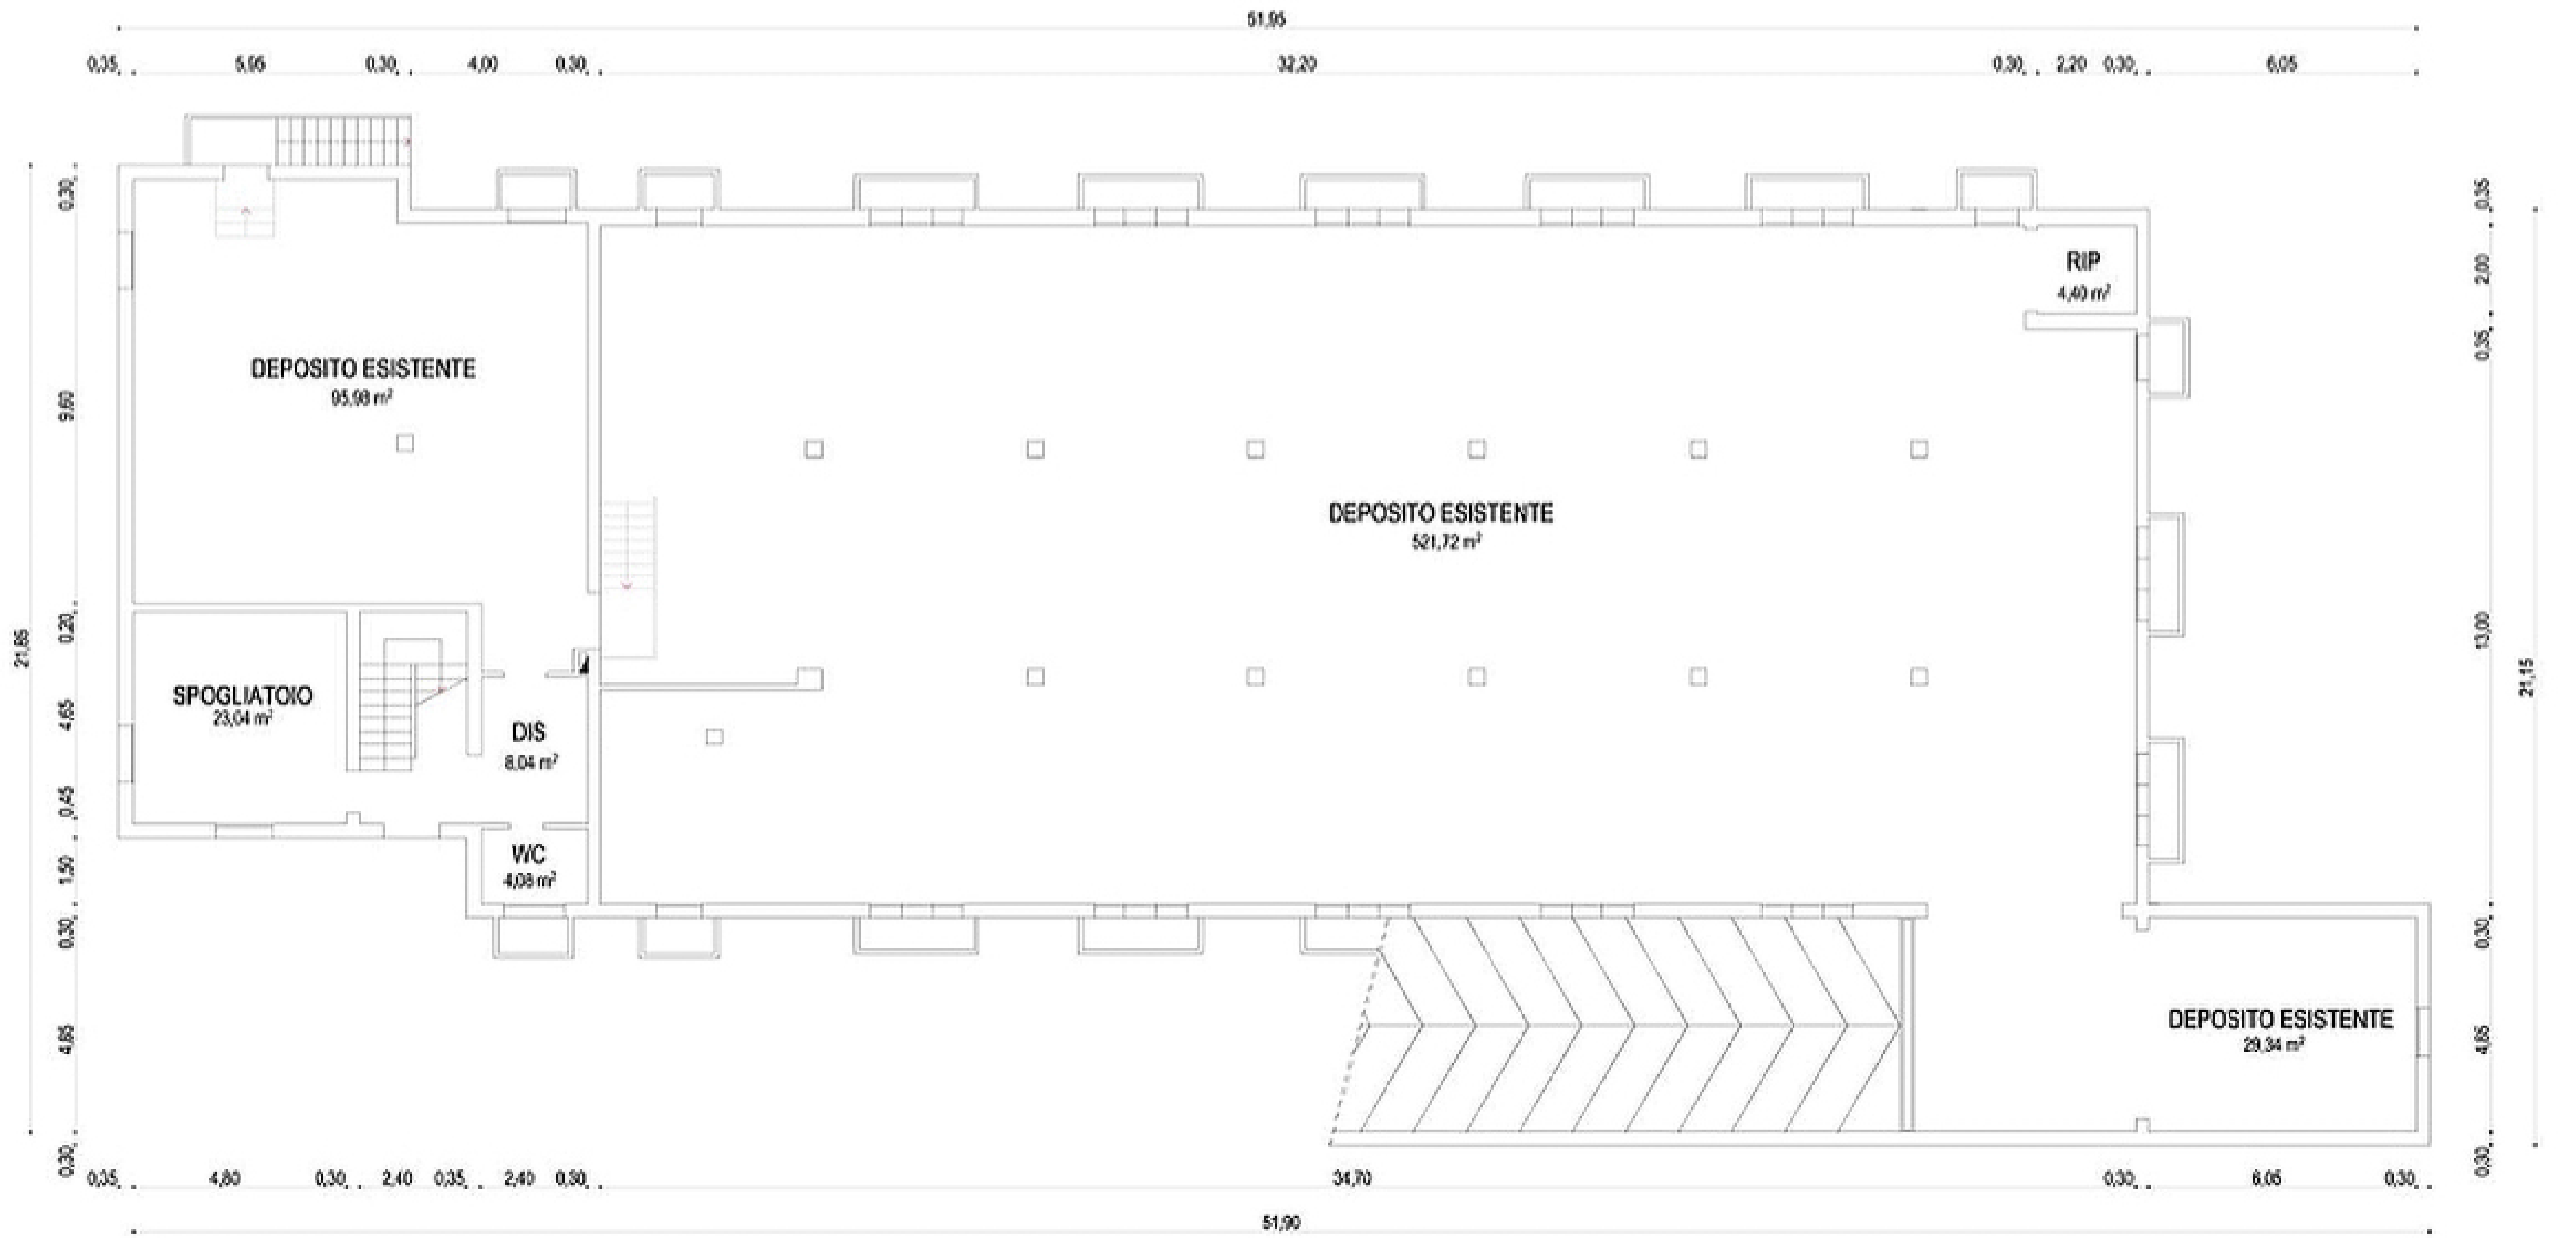 51,95
0,35 5,95 0,30 4,00 0,30 32,20 0,30 2,20 0,30 6,05
0,30
9,60
0,20
4,65
0,45
1,50
0,30
4,85
0,30
21,85
DEPOSITO ESISTENTE
95,98 m²
SPOGLIATOIO
23,04 m²
DIS
8,04 m²
WC
4,08 m²
DEPOSITO ESISTENTE
521,72 m²
RIP
4,40 m²
DEPOSITO ESISTENTE
29,34 m²
0,35
2,00
0,35
13,00
0,30
4,85
0,30
21,15
0,35 4,80 0,30 2,40 0,35 2,40 0,30 34,70 0,30 6,05 0,30
51,90